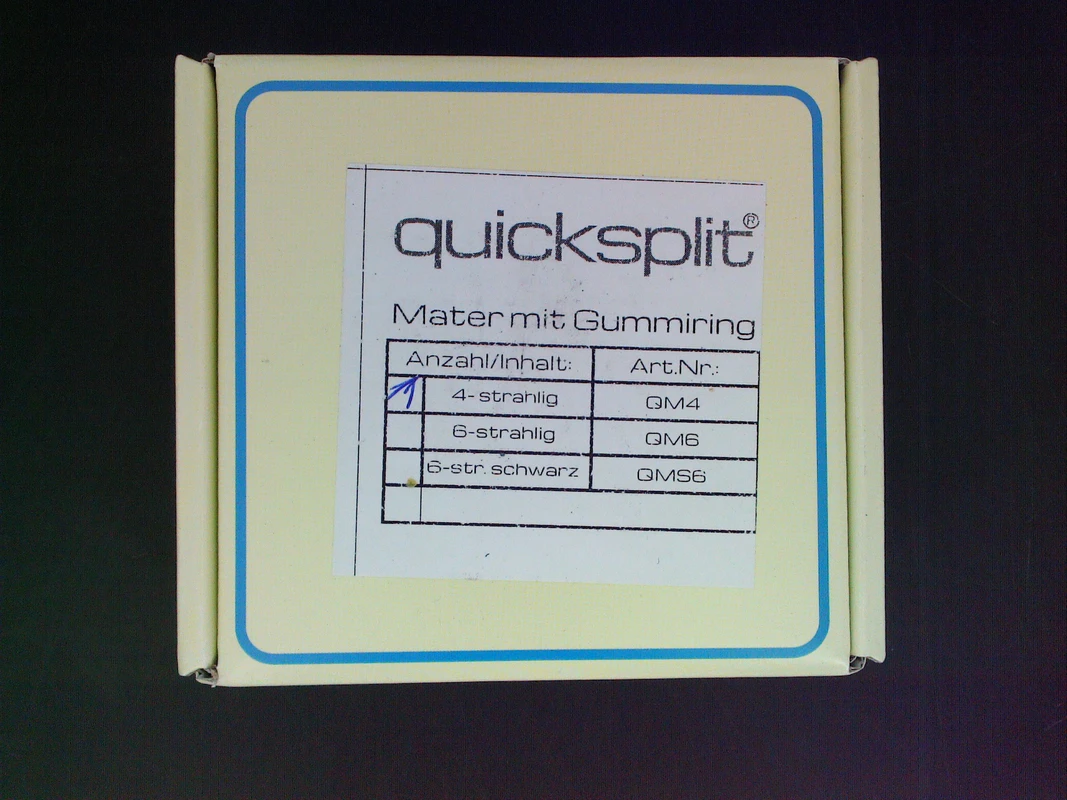 quicksplit®
Mater mit Gummiring
Anzahl/Inhalt: Art.Nr.:
4-strahlig QM4
6-strahlig QM6
6-str. schwarz QMS6